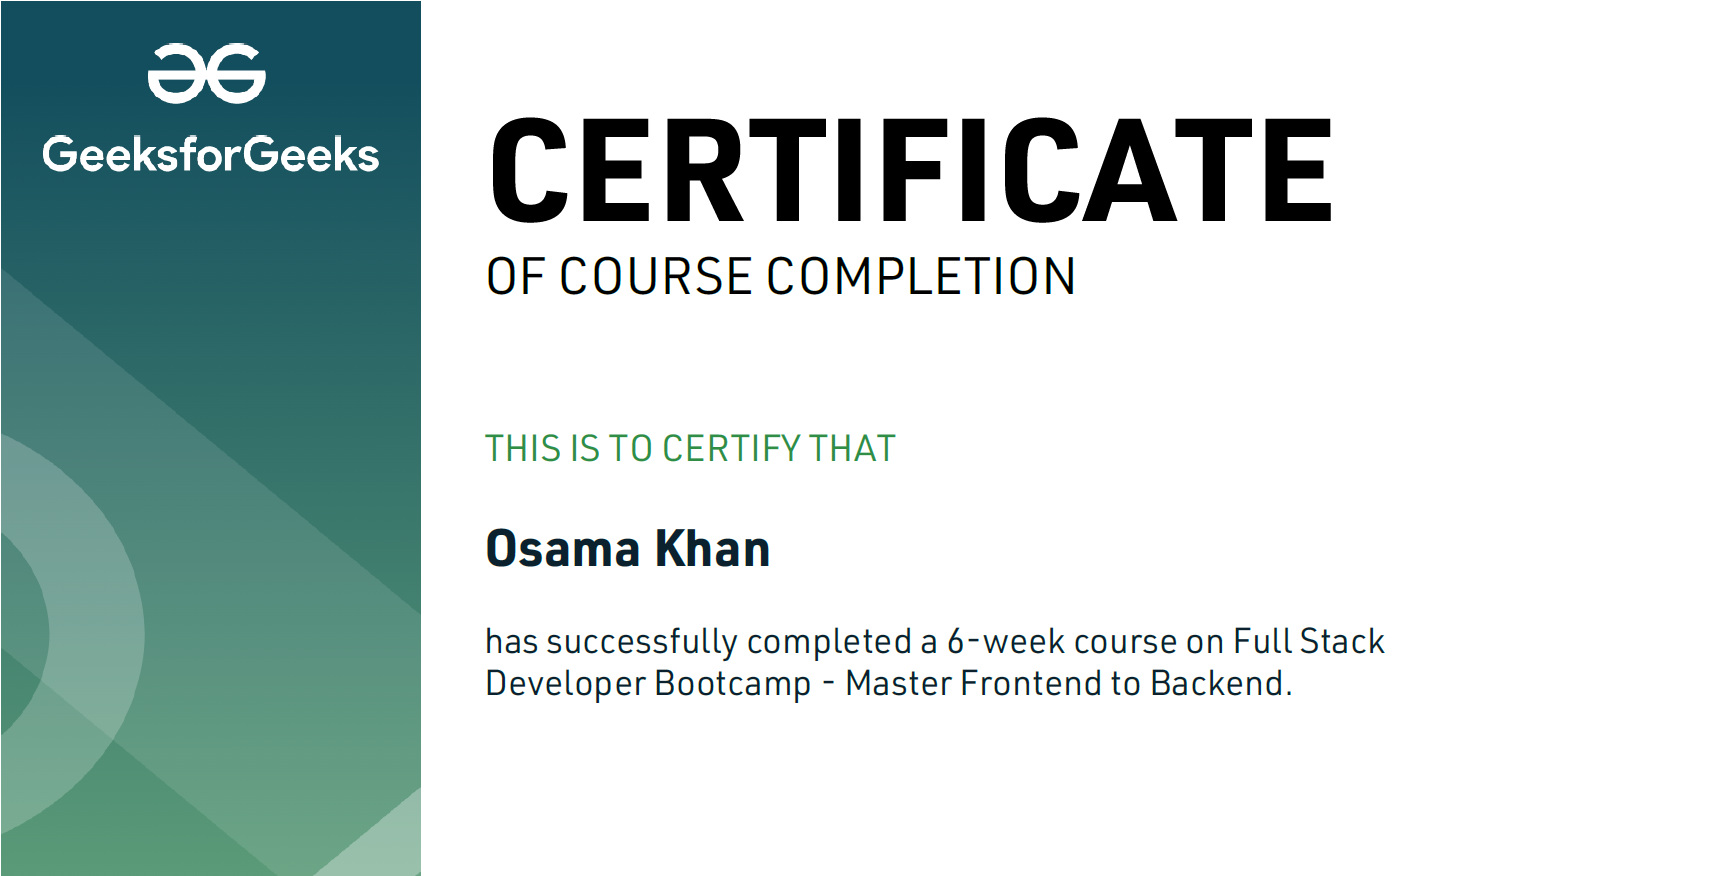 GeeksforGeeks
CERTIFICATE
OF COURSE COMPLETION
THIS IS TO CERTIFY THAT
Osama Khan
has successfully completed a 6-week course on Full Stack
Developer Bootcamp - Master Frontend to Backend.